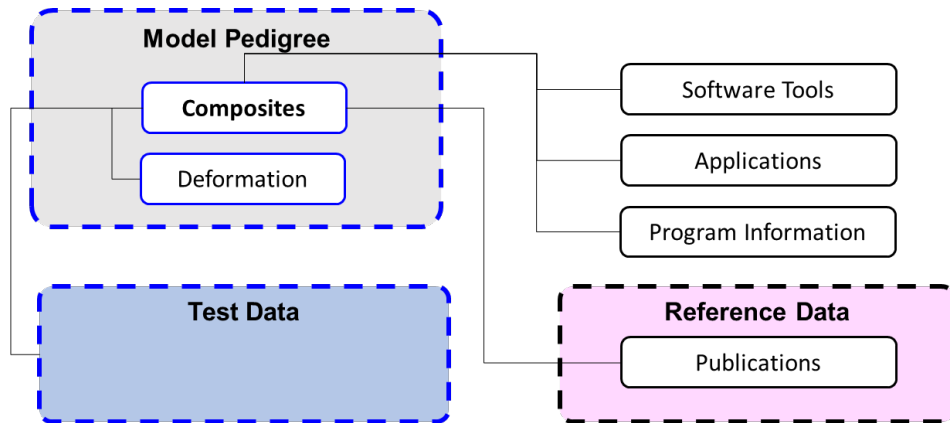 Model Pedigree
Composites
Deformation
Software Tools
Applications
Program Information
Test Data
Reference Data
Publications